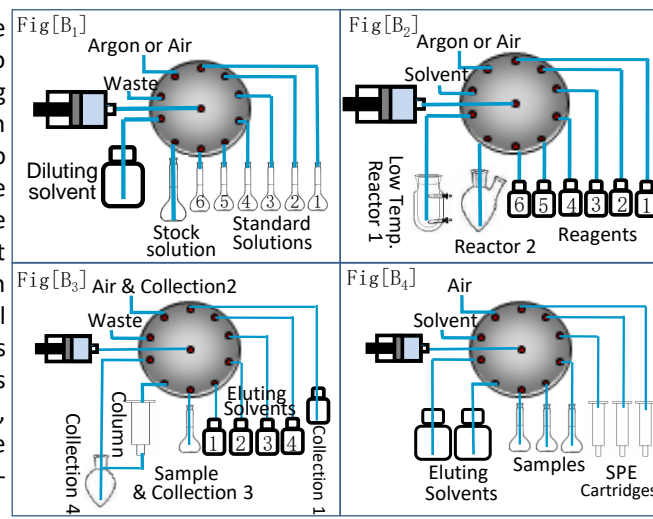 Fig[B₁]
Argon or Air
Waste
Diluting
solvent
Stock
solution
6 5 4 3 2 1
Standard
Solutions
Fig[B₂]
Argon or Air
Solvent
Low Temp.
Reactor 1
Reactor 2
6 5 4 3 2 1
Reagents
Fig[B₃]
Air & Collection2
Waste
Column
Collection 4
Eluting
Solvents
1 2 3 4
Sample
& Collection 3
Collection 1
Fig[B₄]
Air
Solvent
Eluting
Solvents
Samples
SPE
Cartridges